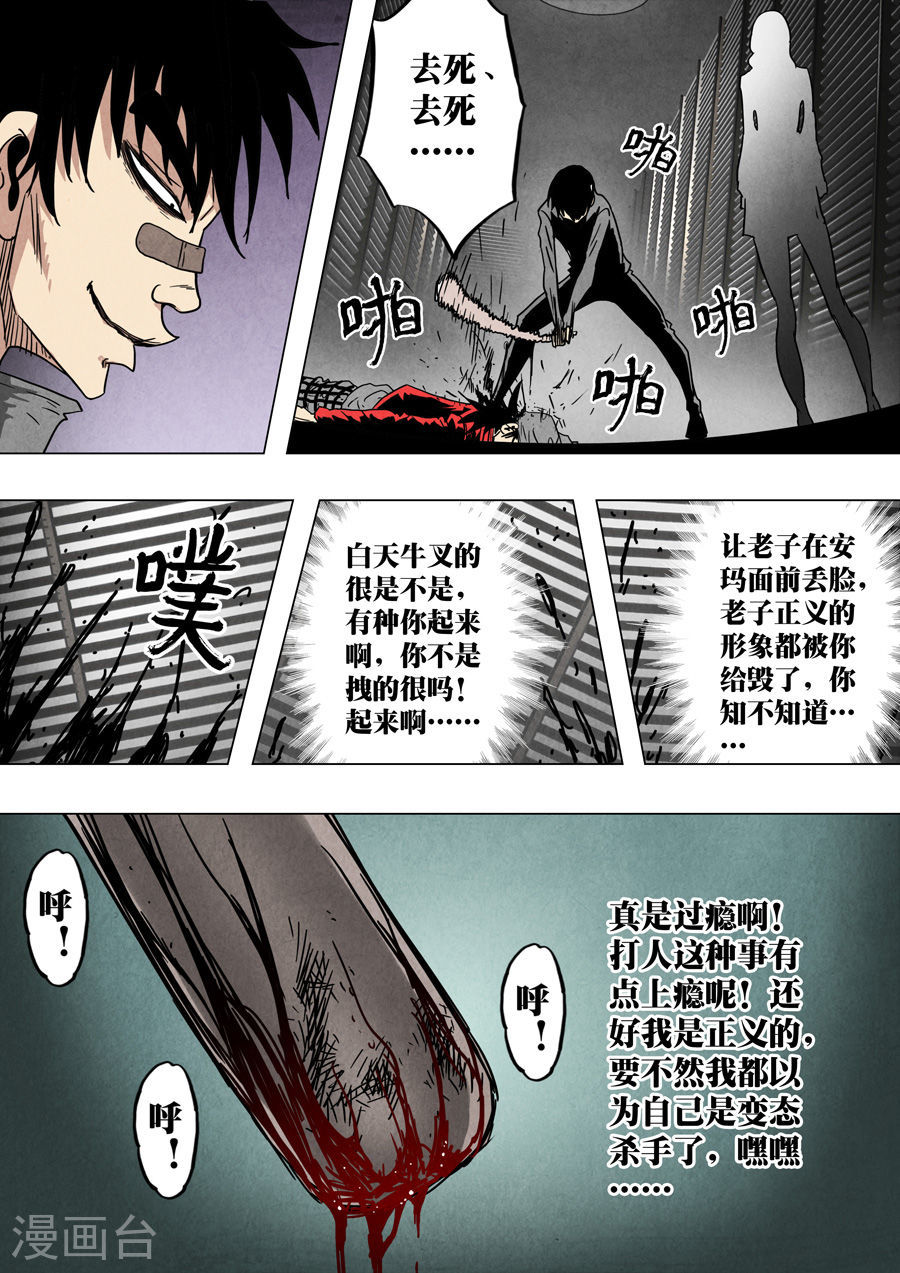 去死、
去死
……
啪
啪
啪
啪
噗
白天牛叉的
很是不是，
有种你起来
啊，你不是
拽的很吗！
起来啊……
让老子在安
玛面前丢脸，
老子正义的
形象都被你
给毁了，你
知不知道…
…
呼！
呼！
呼！
真是过瘾啊！
打人这种事有
点上瘾呢！还
好我是正义的，
要不然我都以
为自己是变态
杀手了，嘿嘿
……
漫画台